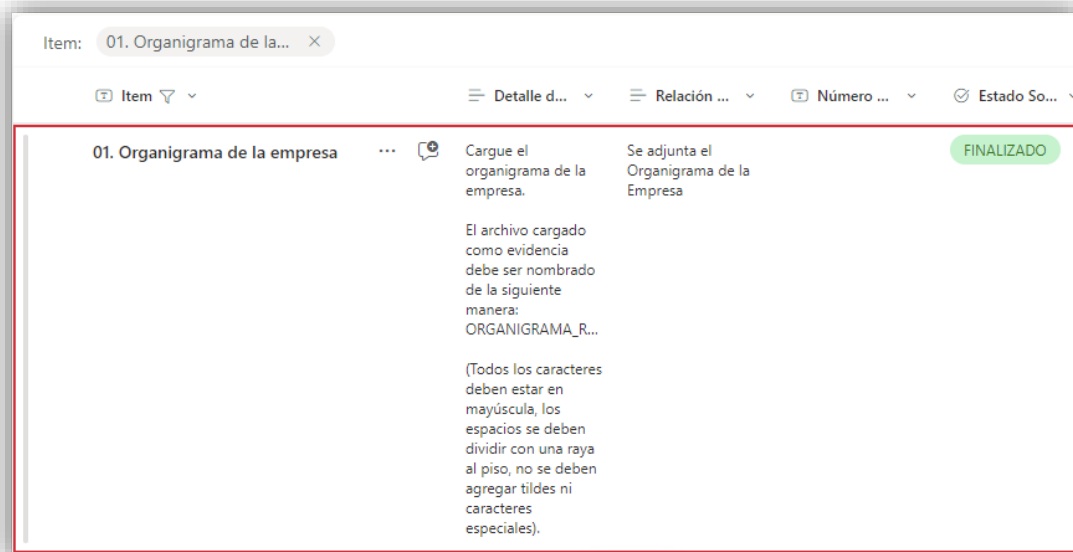 Item: 01. Organigrama de la...
Item Detalle d... Relación ... Número ... Estado So...
01. Organigrama de la empresa
Cargue el
organigrama de la
empresa.
El archivo cargado
como evidencia
debe ser nombrado
de la siguiente
manera:
ORGANIGRAMA_R...
(Todos los caracteres
deben estar en
mayúscula, los
espacios se deben
dividir con una raya
al piso, no se deben
agregar tildes ni
caracteres
especiales).
Se adjunta el
Organigrama de la
Empresa
FINALIZADO